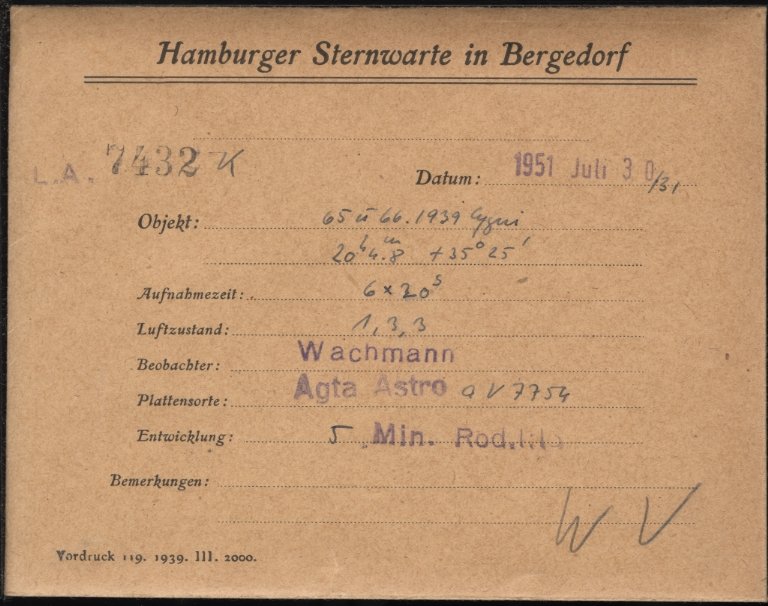 Hamburger Sternwarte in Bergedorf
L.A. 7432 K
Datum: 1951 Juli 30/31
Objekt: 65 ü 66.1939 Cygni
20ʰ 4.ᵐ8 +35° 25'
Aufnahmezeit: 6 × 20ˢ
Luftzustand: 1, 3, 3
Beobachter: Wachmann
Plattensorte: Agfa Astro a V 7754
Entwicklung: 5 Min. Rod.
Bemerkungen:
W V
Vordruck 119. 1939. III. 2000.